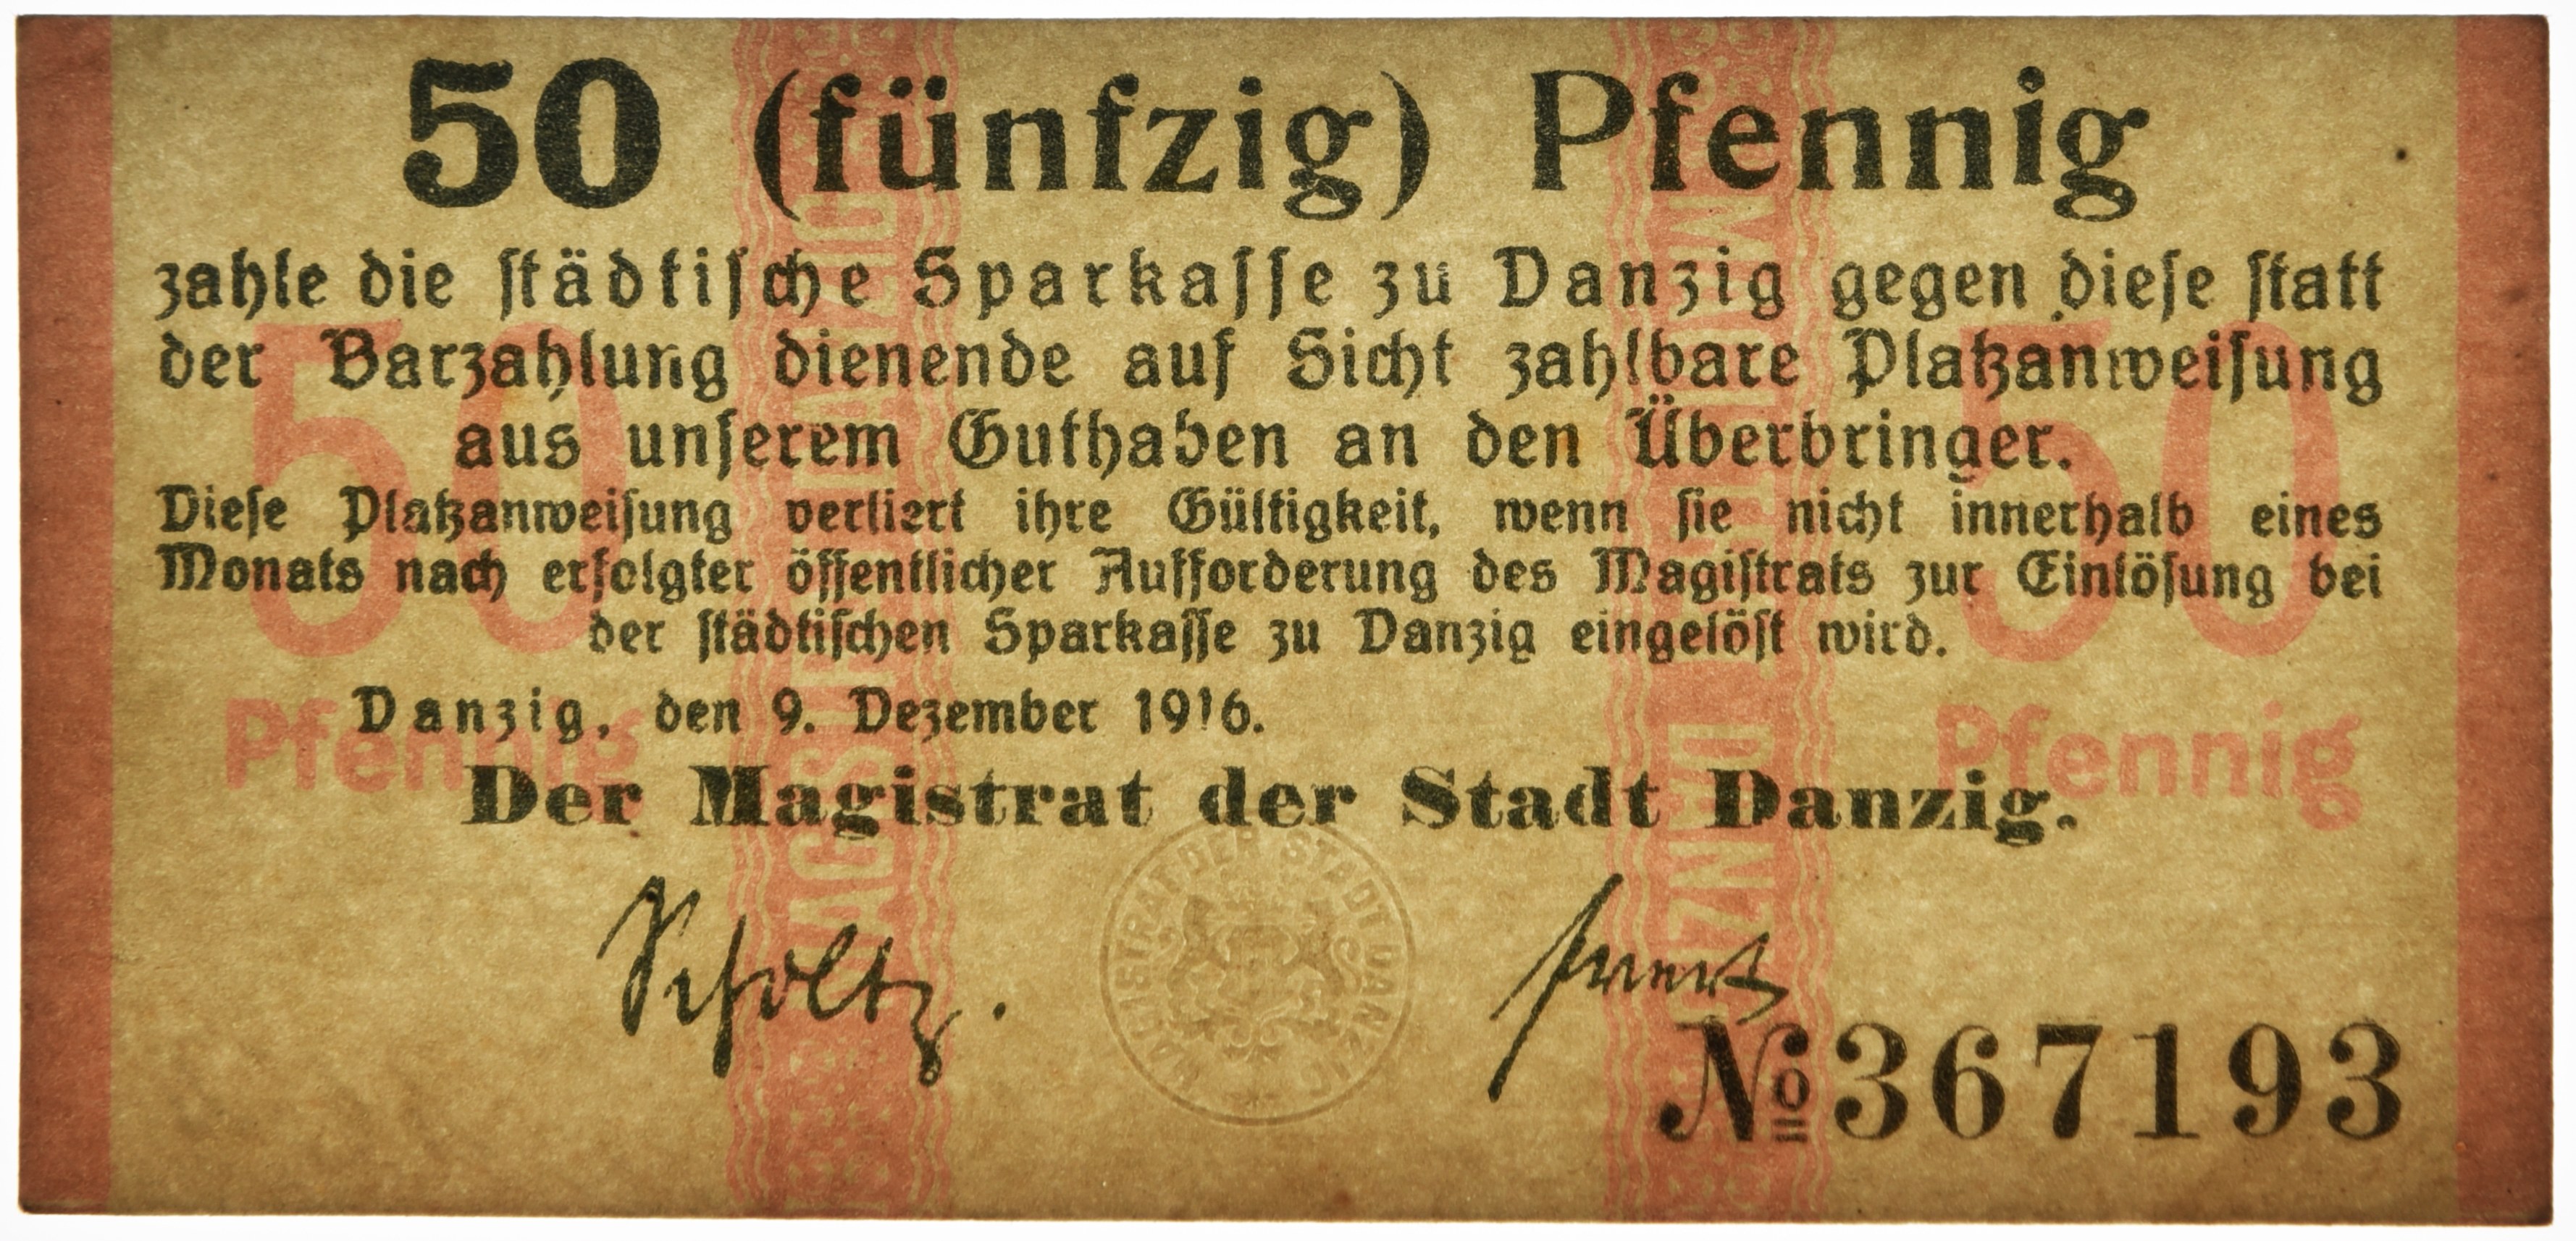 50 (fünfzig) Pfennig
zahle die städtische Sparkasse zu Danzig gegen diese statt
der Barzahlung dienende auf Sicht zahlbare Platzanweisung
aus unserem Guthaben an den Überbringer.
Diese Platzanweisung verliert ihre Gültigkeit, wenn sie nicht innerhalb eines
Monats nach erfolgter öffentlicher Aufforderung des Magistrats zur Einlösung bei
der städtischen Sparkasse zu Danzig eingelöst wird.
50
Pfennig
50
Pfennig
Danzig, den 9. Dezember 1916.
Der Magistrat der Stadt Danzig.
MAGISTRAT DER STADT DANZIG
Scholtz.
№ 367193